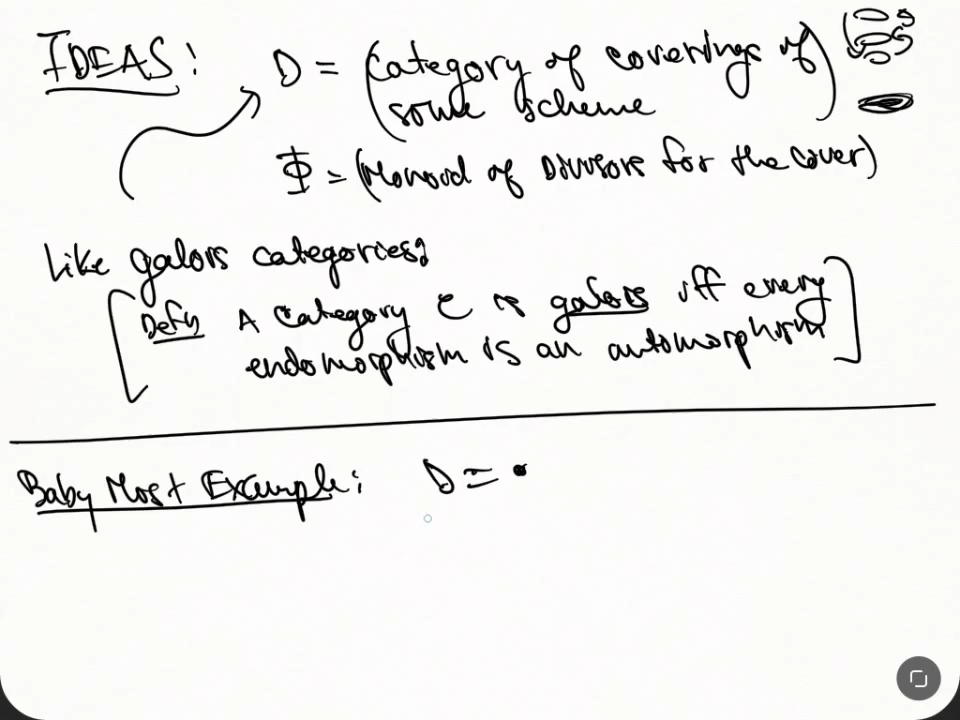 IDEAS: D = (Category of coverings of
some scheme)
Φ = (Monoid of Divisors for the cover)
Like galois categories:
[Defn A category C is galois iff every
endomorphism is an automorphism]
Baby Most Example: D = •